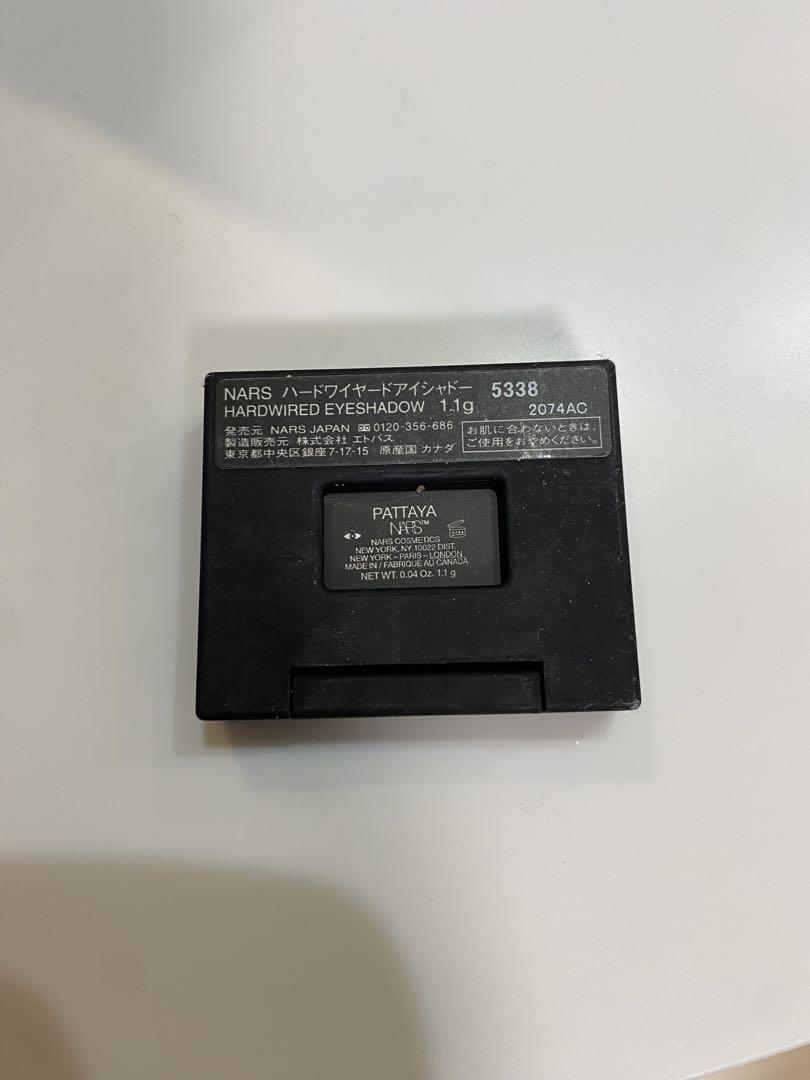 NARS ハードワイヤードアイシャドー 5338
HARDWIRED EYESHADOW 1.1g 2074AC
発売元 NARS JAPAN 0120-356-686
製造販売元 株式会社 エトバス
東京都中央区銀座7-17-15 原産国 カナダ
お肌に合わないときは、
ご使用をおやめください。
PATTAYA
NARS™
24M
NARS COSMETICS
NEW YORK, NY 10022 DIST.
NEW YORK – PARIS – LONDON
MADE IN / FABRIQUÉ AU CANADA
NET WT. 0.04 Oz. 1.1 g